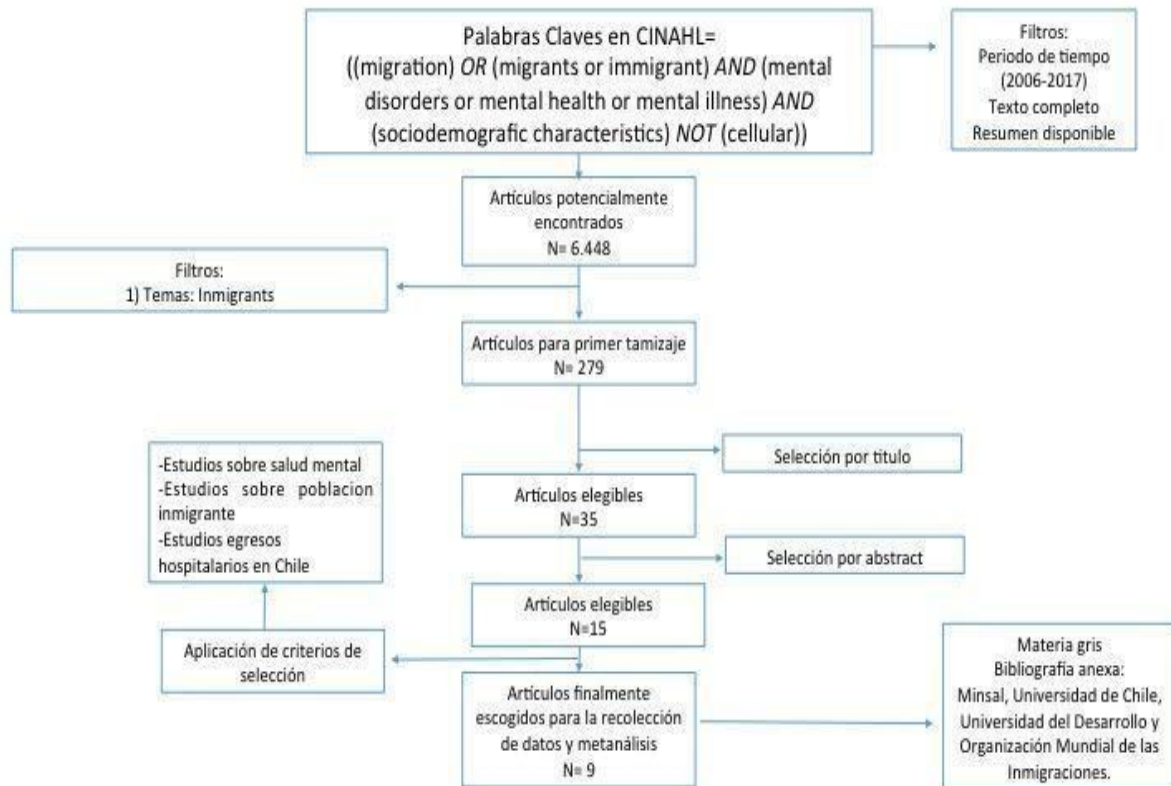 Palabras Claves en CINAHL=
((migration) OR (migrants or immigrant) AND (mental
disorders or mental health or mental illness) AND
(sociodemografic characteristics) NOT (cellular))
Filtros:
Periodo de tiempo
(2006-2017)
Texto completo
Resumen disponible
Artículos potencialmente
encontrados
N= 6.448
Filtros:
1) Temas: Inmigrants
Artículos para primer tamizaje
N= 279
Selección por titulo
-Estudios sobre salud mental
-Estudios sobre poblacion
inmigrante
-Estudios egresos
hospitalarios en Chile
Artículos elegibles
N=35
Selección por abstract
Artículos elegibles
N=15
Aplicación de criterios de
selección
Artículos finalmente
escogidos para la recolección
de datos y metanálisis
N= 9
Materia gris
Bibliografía anexa:
Minsal, Universidad de Chile,
Universidad del Desarrollo y
Organización Mundial de las
Inmigraciones.